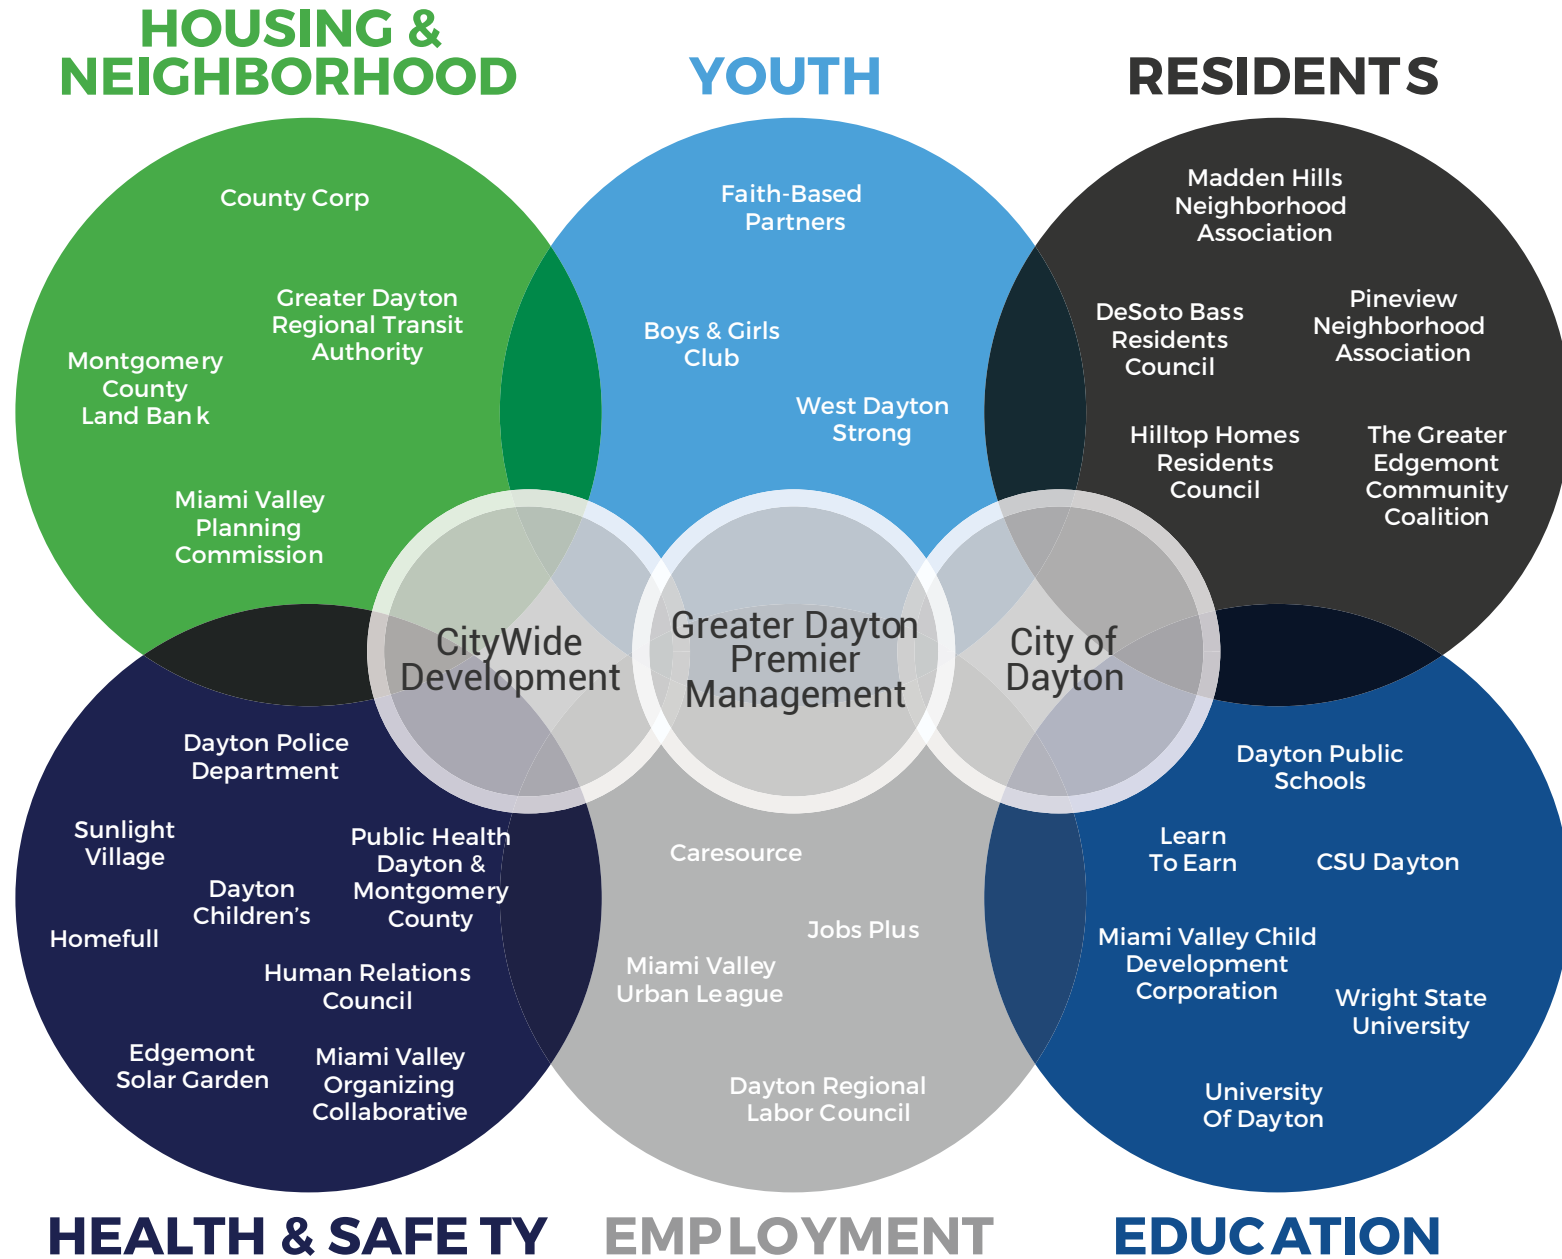 HOUSING &
NEIGHBORHOOD
YOUTH
RESIDENTS
County Corp
Greater Dayton
Regional Transit
Authority
Montgomery
County
Land Bank
Miami Valley
Planning
Commission
Faith-Based
Partners
Boys & Girls
Club
West Dayton
Strong
Madden Hills
Neighborhood
Association
DeSoto Bass
Residents
Council
Pineview
Neighborhood
Association
Hilltop Homes
Residents
Council
The Greater
Edgemont
Community
Coalition
CityWide
Development
Greater Dayton
Premier
Management
City of
Dayton
Dayton Police
Department
Sunlight
Village
Public Health
Dayton &
Montgomery
County
Dayton
Children's
Homefull
Human Relations
Council
Edgemont
Solar Garden
Miami Valley
Organizing
Collaborative
Caresource
Jobs Plus
Miami Valley
Urban League
Dayton Regional
Labor Council
Dayton Public
Schools
Learn
To Earn
CSU Dayton
Miami Valley Child
Development
Corporation
Wright State
University
University
Of Dayton
HEALTH & SAFETY
EMPLOYMENT
EDUCATION